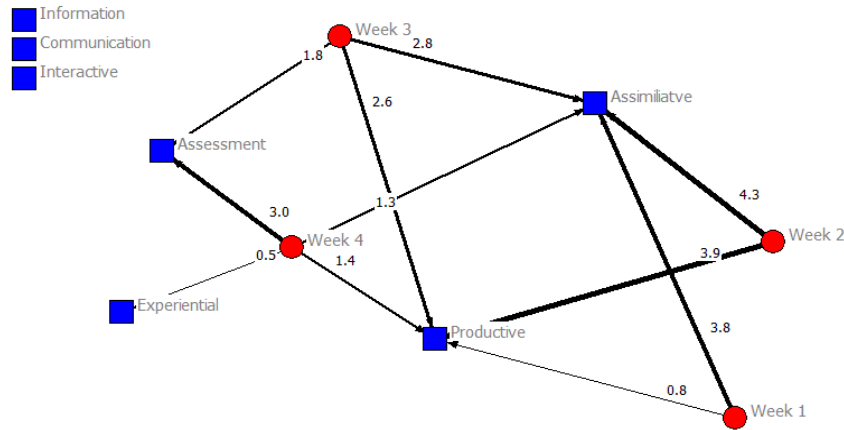 Information
Communication
Interactive
Week 3
1.8
2.8
2.6
Assimiliatve
Assessment
4.3
1.3
3.0
Week 4
Week 2
0.5
1.4
3.9
Experiential
Productive
3.8
0.8
Week 1